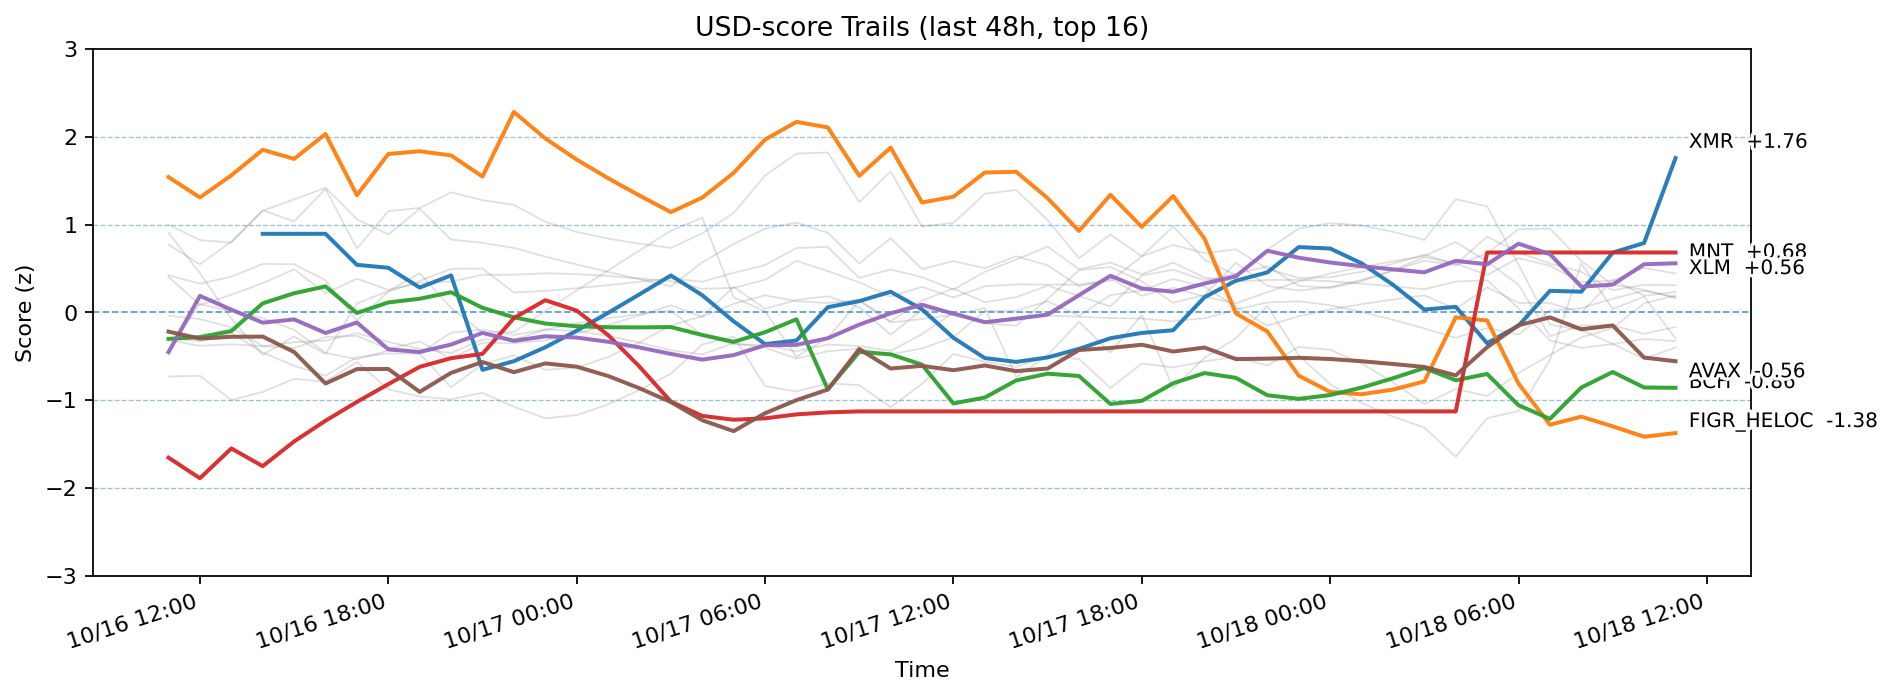 USD-score Trails (last 48h, top 16)
3
2
1
0
−1
−2
−3
Score (z)
XMR +1.76
MNT +0.68
XLM +0.56
AVAX -0.56
BCH -0.86
FIGR_HELOC -1.38
10/16 12:00
10/16 18:00
10/17 00:00
10/17 06:00
10/17 12:00
10/17 18:00
10/18 00:00
10/18 06:00
10/18 12:00
Time